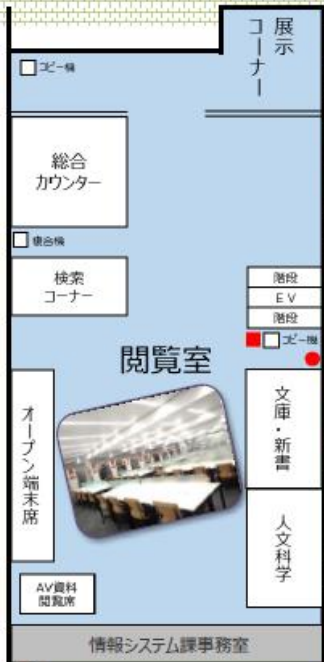 展示
コーナー
コピー機
総合
カウンター
複合機
検索
コーナー
階段
EV
階段
コピー機
閲覧室
オープン端末席
文庫・新書
人文科学
AV資料
閲覧席
情報システム課事務室